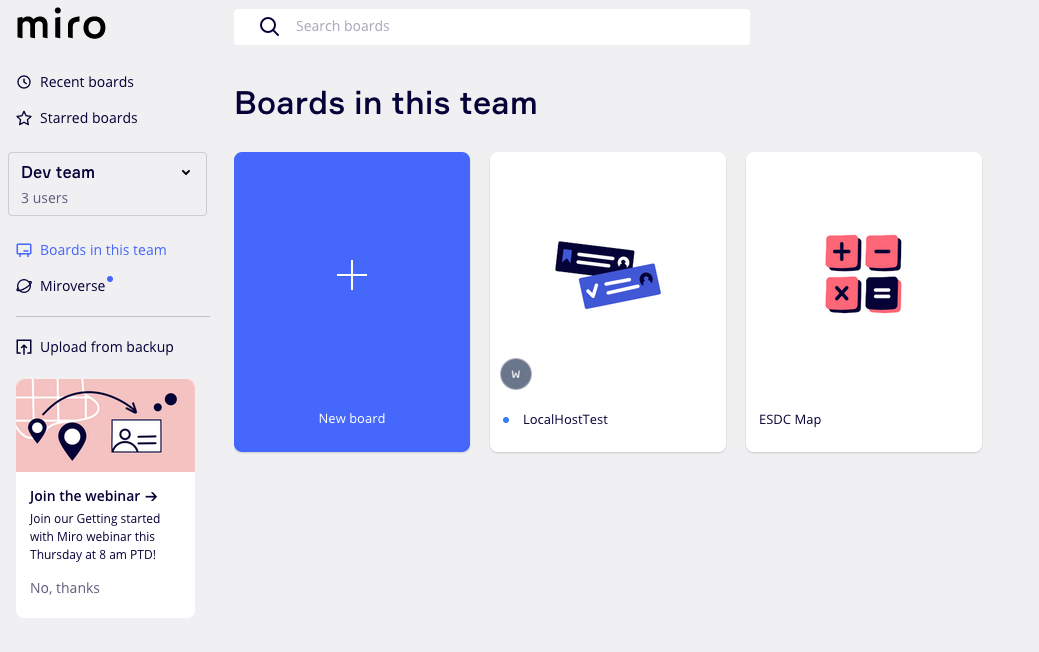 miro
Search boards
Recent boards
Starred boards
Dev team
3 users
Boards in this team
Miroverse
Upload from backup
Join the webinar →
Join our Getting started
with Miro webinar this
Thursday at 8 am PTD!
No, thanks
Boards in this team
New board
W
LocalHostTest
ESDC Map